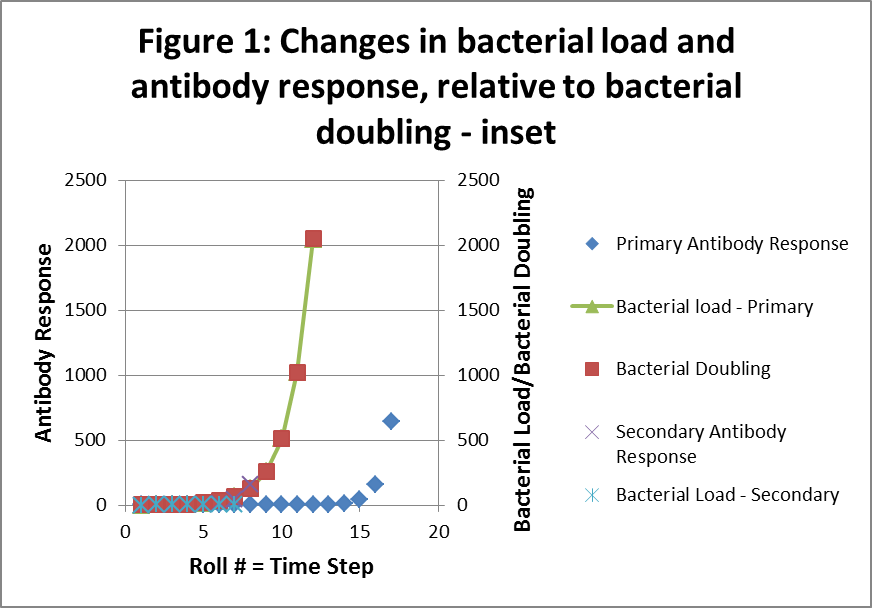 Figure 1: Changes in bacterial load and
antibody response, relative to bacterial
doubling - inset
2500
2000
1500
1000
500
0
Antibody Response
2500
2000
1500
1000
500
0
Bacterial Load/Bacterial Doubling
0
5
10
15
20
Roll # = Time Step
Primary Antibody Response
Bacterial load - Primary
Bacterial Doubling
Secondary Antibody
Response
Bacterial Load - Secondary